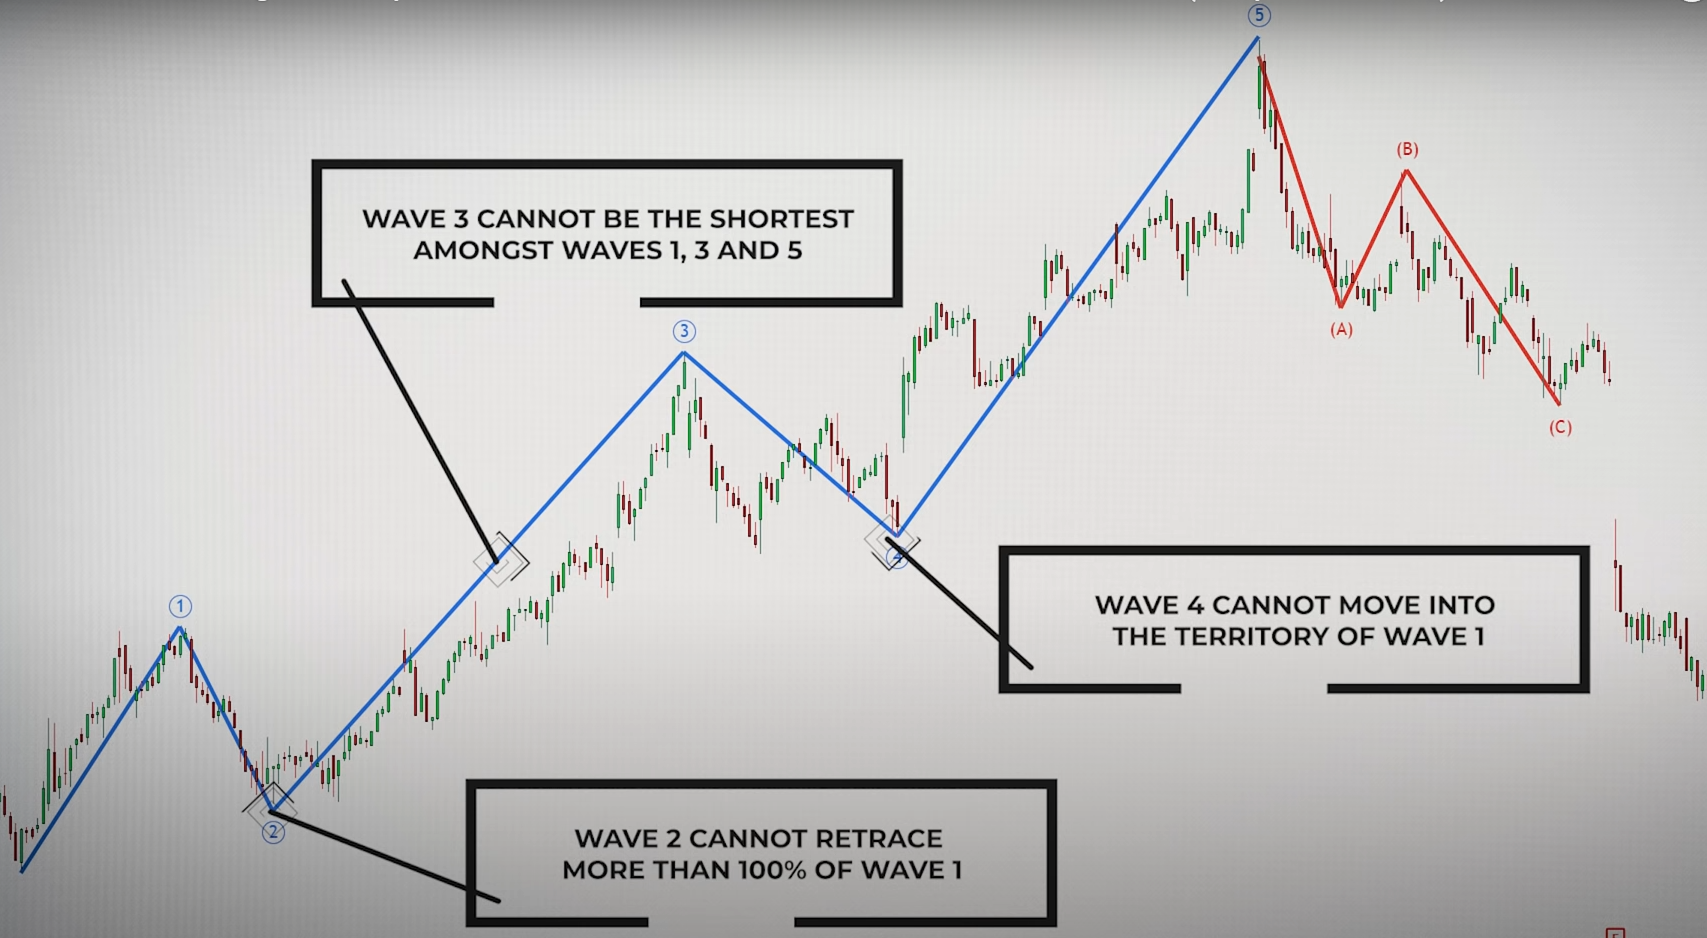 5
(B)
WAVE 3 CANNOT BE THE SHORTEST
AMONGST WAVES 1, 3 AND 5
3
(A)
(C)
4
1
WAVE 4 CANNOT MOVE INTO
THE TERRITORY OF WAVE 1
2
WAVE 2 CANNOT RETRACE
MORE THAN 100% OF WAVE 1